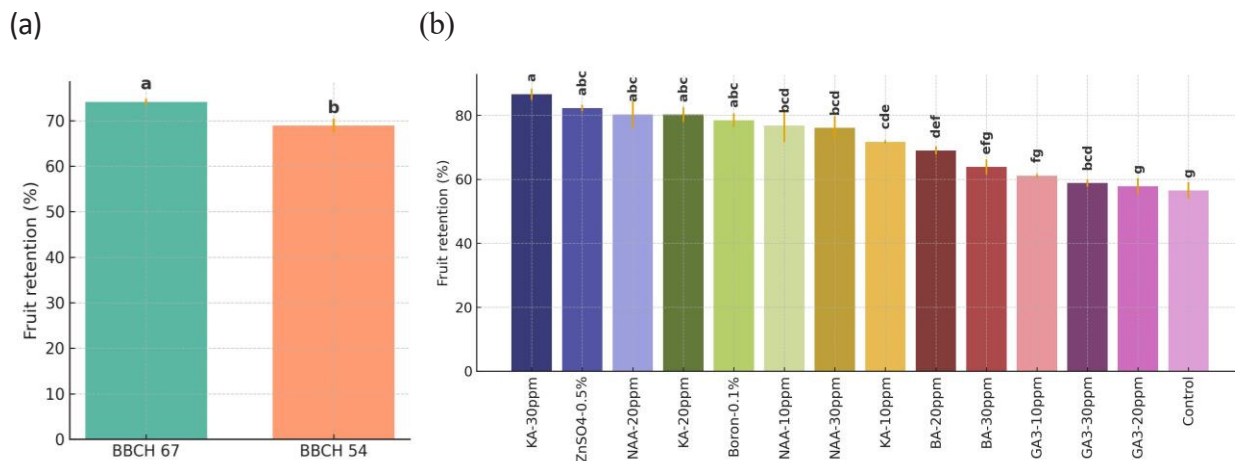 (a)
(b)
Fruit retention (%)
70
60
50
40
30
20
10
0
a
b
BBCH 67
BBCH 54
Fruit retention (%)
80
60
40
20
0
a
abc
abc
abc
abc
bcd
bcd
cde
def
efg
fg
bcd
g
g
KA-30ppm
ZnSO4-0.5%
NAA-20ppm
KA-20ppm
Boron-0.1%
NAA-10ppm
NAA-30ppm
KA-10ppm
BA-20ppm
BA-30ppm
GA3-10ppm
GA3-30ppm
GA3-20ppm
Control